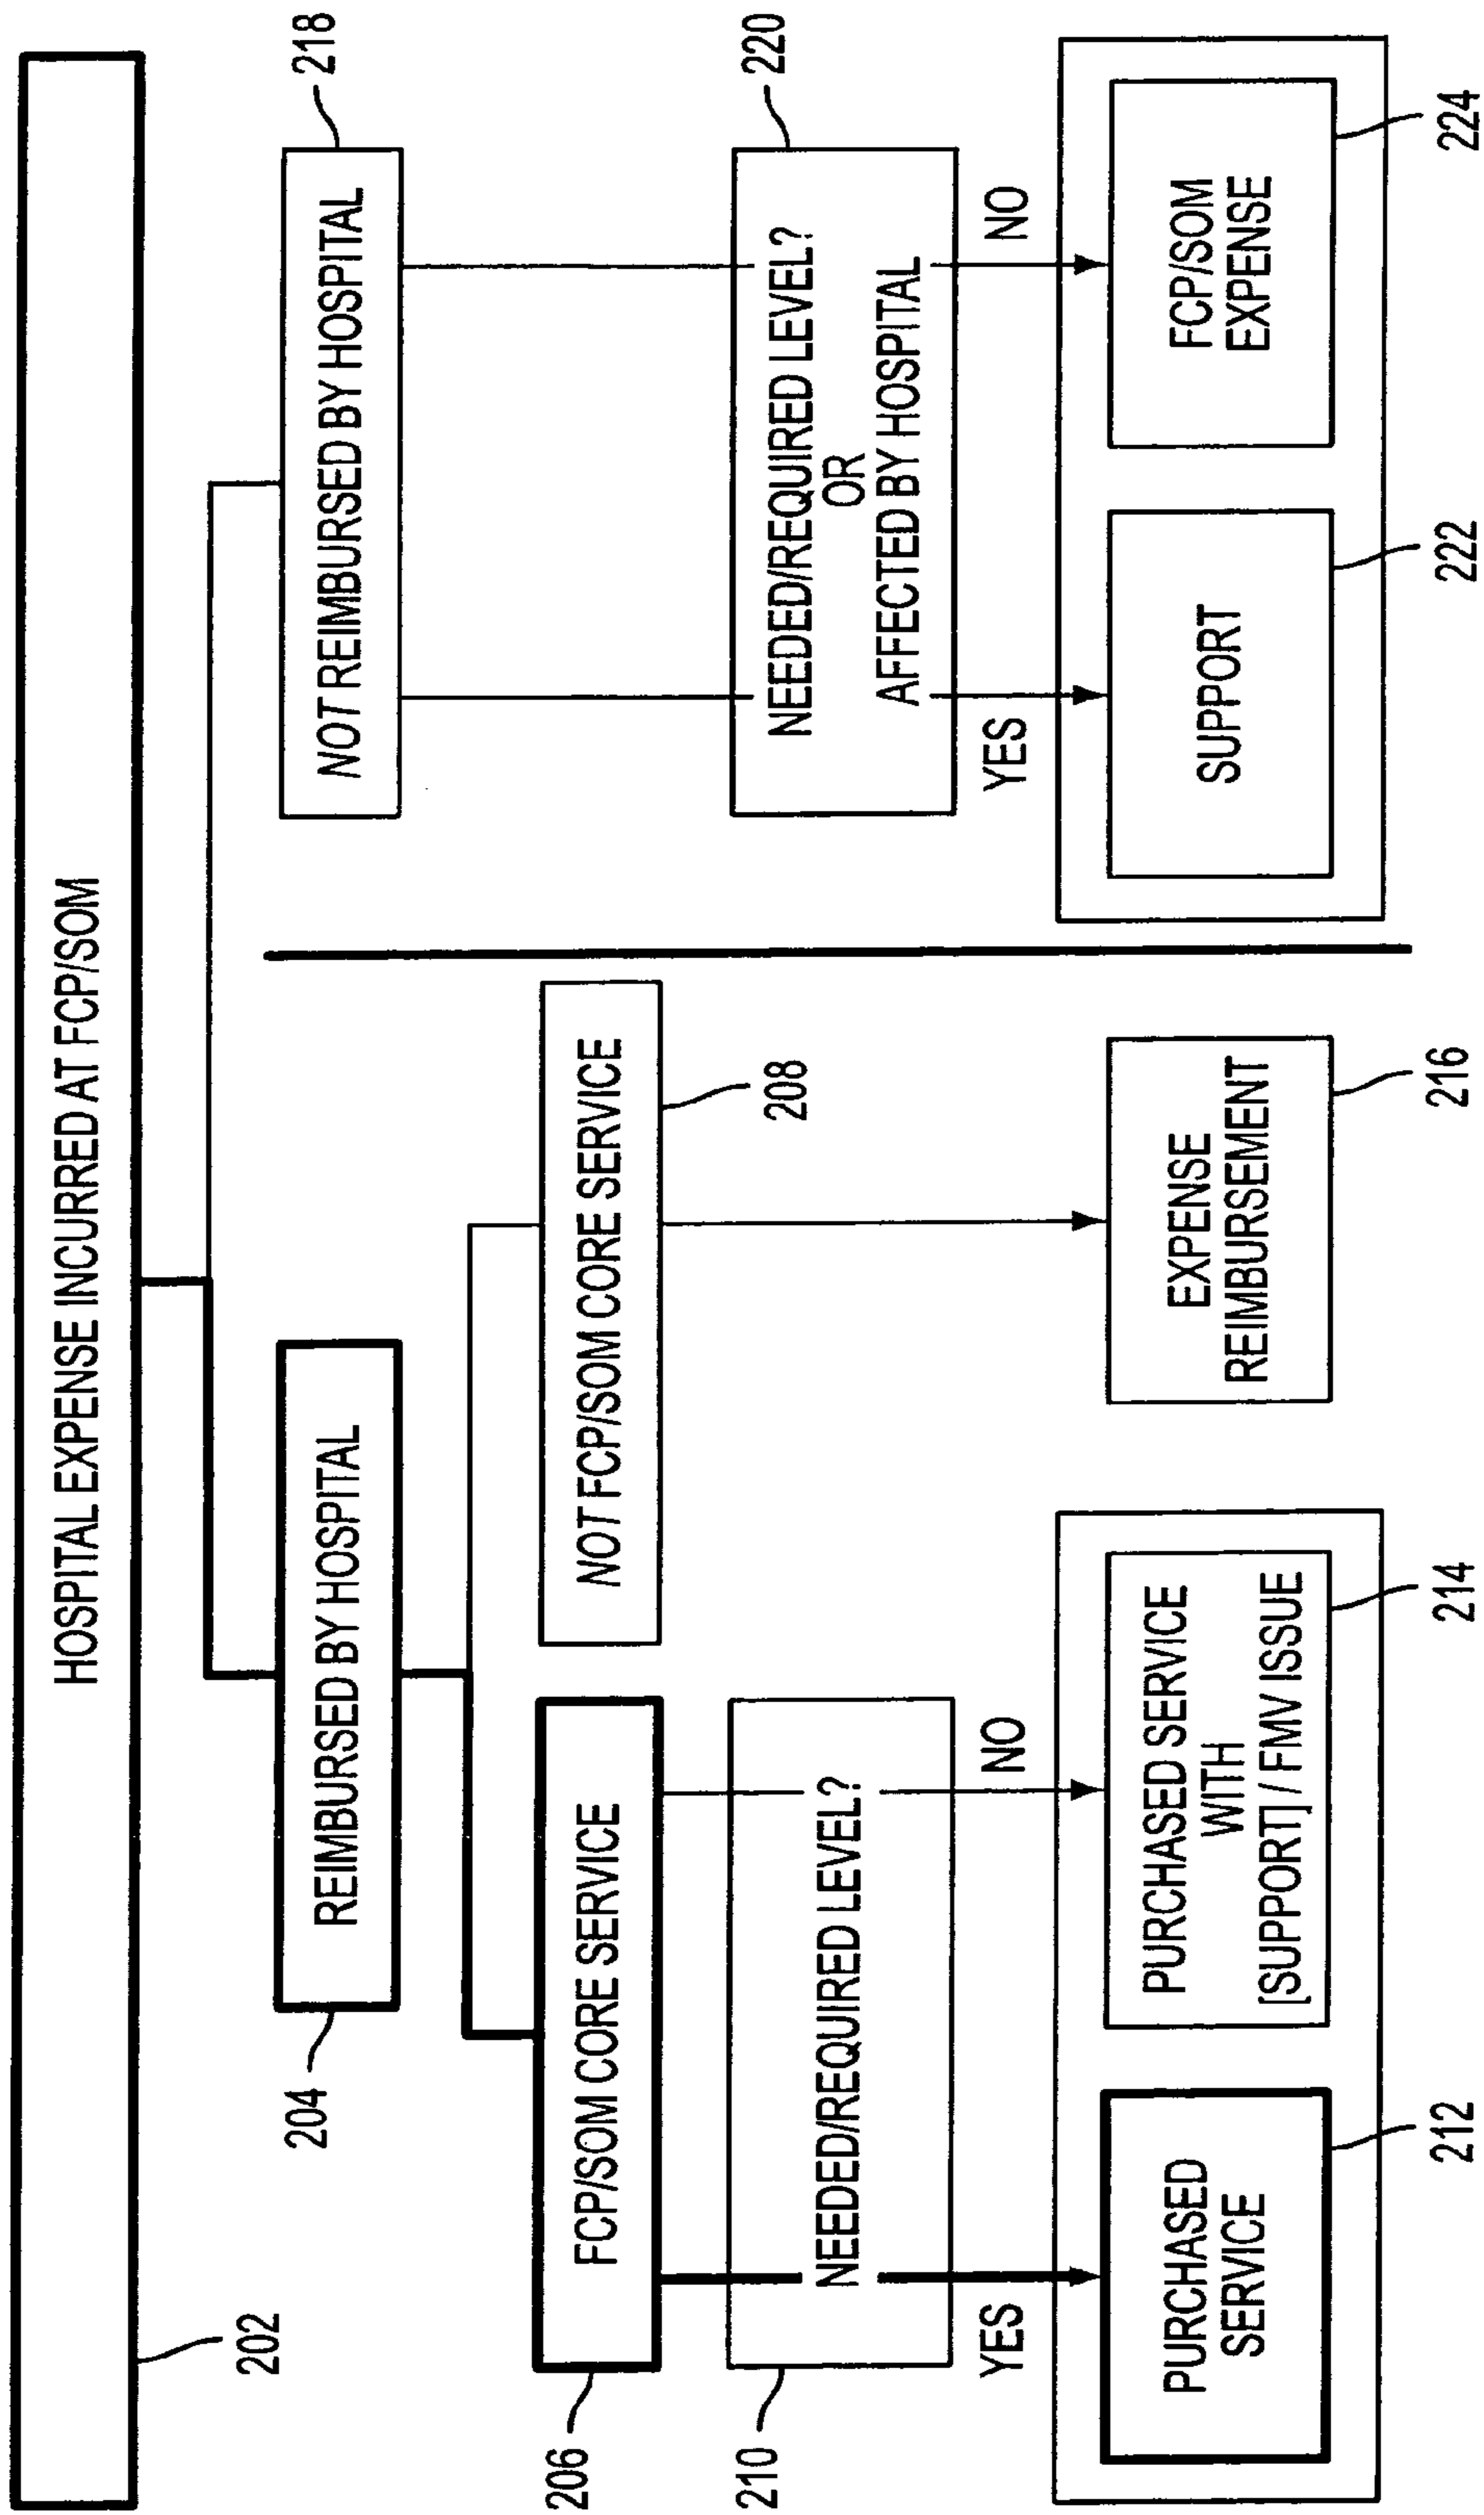 HOSPITAL EXPENSE INCURRED AT FCP/SOM
202
REIMBURSED BY HOSPITAL
204
NOT REIMBURSED BY HOSPITAL
218
FCP/SOM CORE SERVICE
206
NOT FCP/SOM CORE SERVICE
208
NEEDED/REQUIRED LEVEL?
210
NEEDED/REQUIRED LEVEL?
OR
AFFECTED BY HOSPITAL
220
YES
NO
YES
NO
PURCHASED
SERVICE
212
PURCHASED SERVICE
WITH
[SUPPORT] / FMV ISSUE
214
EXPENSE
REIMBURSEMENT
216
SUPPORT
222
FCP/SOM
EXPENSE
224